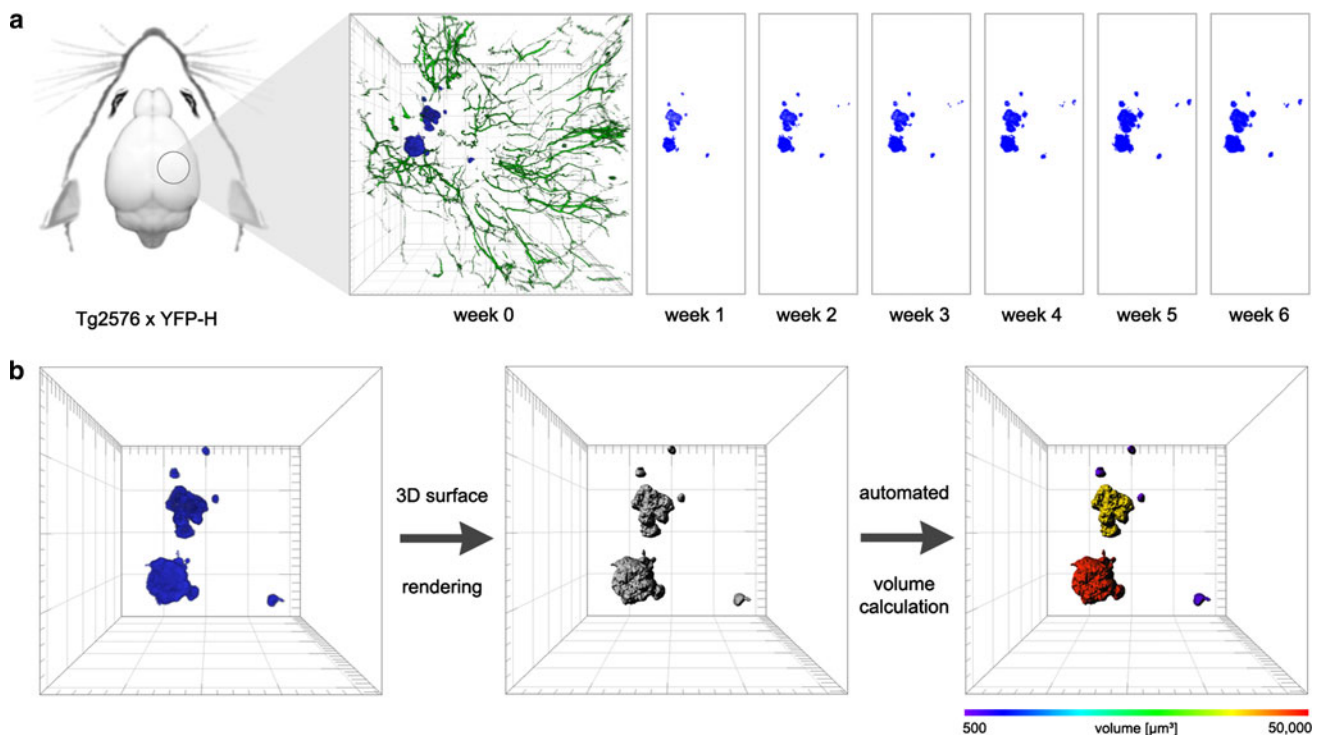 a
Tg2576 x YFP-H
week 0
week 1
week 2
week 3
week 4
week 5
week 6
b
3D surface
rendering
automated
volume
calculation
500
volume [µm³]
50,000